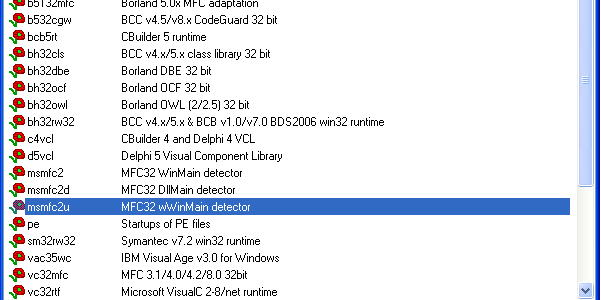 b5132mfc Borland 5.0x MFC adaptation
b532cgw BCC v4.5/v8.x CodeGuard 32 bit
bcb5rt CBuilder 5 runtime
bh32cls BCC v4.x/5.x class library 32 bit
bh32dbe Borland DBE 32 bit
bh32ocf Borland OCF 32 bit
bh32owl Borland OWL (2/2.5) 32 bit
bh32rw32 BCC v4.x/5.x & BCB v1.0/v7.0 BDS2006 win32 runtime
c4vcl CBuilder 4 and Delphi 4 VCL
d5vcl Delphi 5 Visual Component Library
msmfc2 MFC32 WinMain detector
msmfc2d MFC32 DllMain detector
msmfc2u MFC32 wWinMain detector
pe Startups of PE files
sm32rw32 Symantec v7.2 win32 runtime
vac35wc IBM Visual Age v3.0 for Windows
vc32mfc MFC 3.1/4.0/4.2/8.0 32bit
vc32rtf Microsoft VisualC 2-8/net runtime